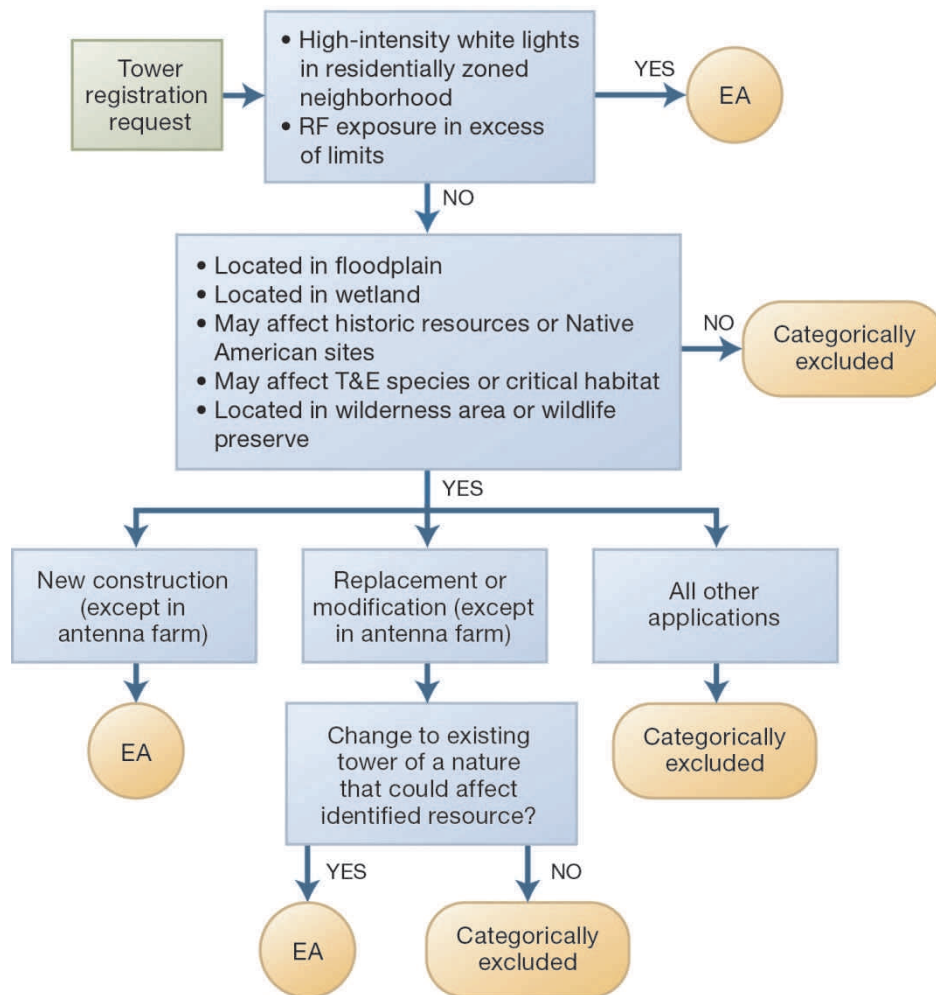 Tower
registration
request
• High-intensity white lights
in residentially zoned
neighborhood
• RF exposure in excess
of limits
YES
EA
NO
• Located in floodplain
• Located in wetland
• May affect historic resources or Native
American sites
• May affect T&E species or critical habitat
• Located in wilderness area or wildlife
preserve
NO
Categorically
excluded
YES
New construction
(except in
antenna farm)
Replacement or
modification (except
in antenna farm)
All other
applications
EA
Change to existing
tower of a nature
that could affect
identified resource?
Categorically
excluded
YES
NO
EA
Categorically
excluded